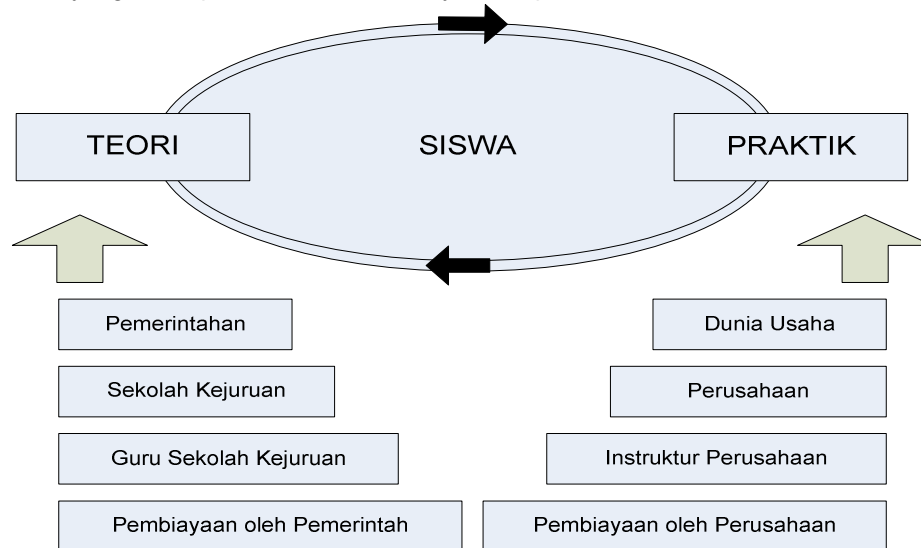 TEORI
SISWA
PRAKTIK
Pemerintahan
Dunia Usaha
Sekolah Kejuruan
Perusahaan
Guru Sekolah Kejuruan
Instruktur Perusahaan
Pembiayaan oleh Pemerintah
Pembiayaan oleh Perusahaan